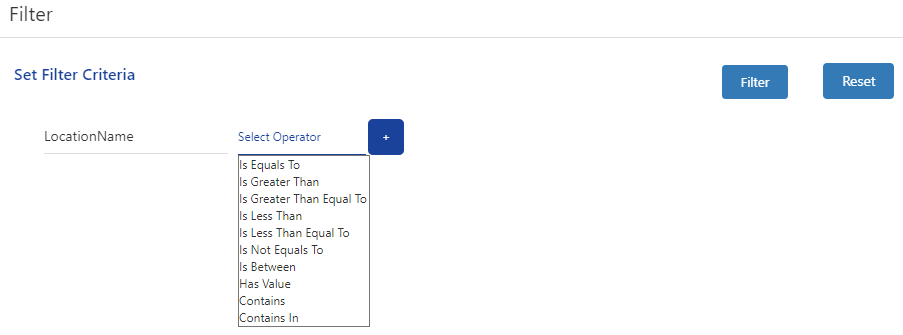 Filter
Set Filter Criteria
Filter
Reset
LocationName
Select Operator
+
Is Equals To
Is Greater Than
Is Greater Than Equal To
Is Less Than
Is Less Than Equal To
Is Not Equals To
Is Between
Has Value
Contains
Contains In